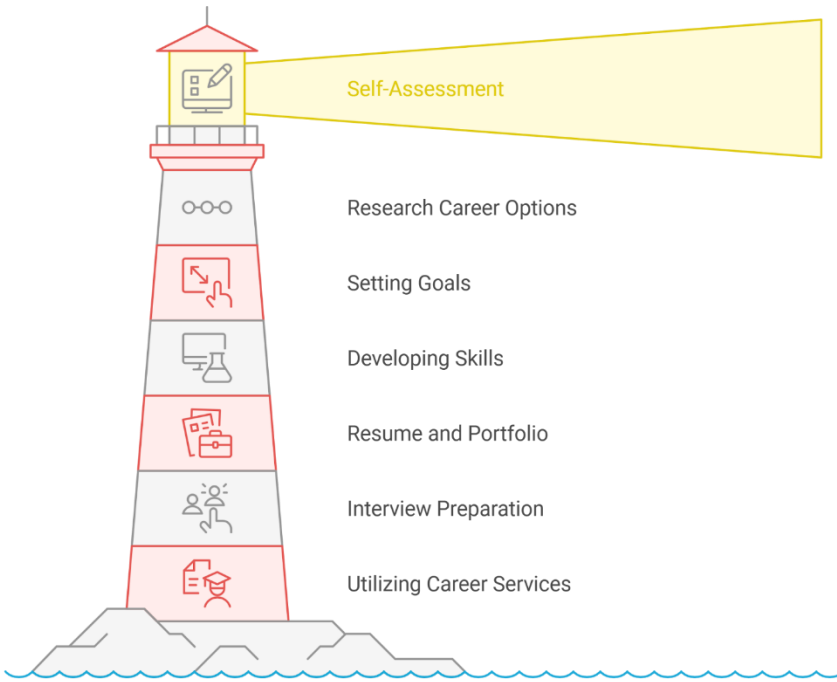 Self-Assessment
Research Career Options
Setting Goals
Developing Skills
Resume and Portfolio
Interview Preparation
Utilizing Career Services